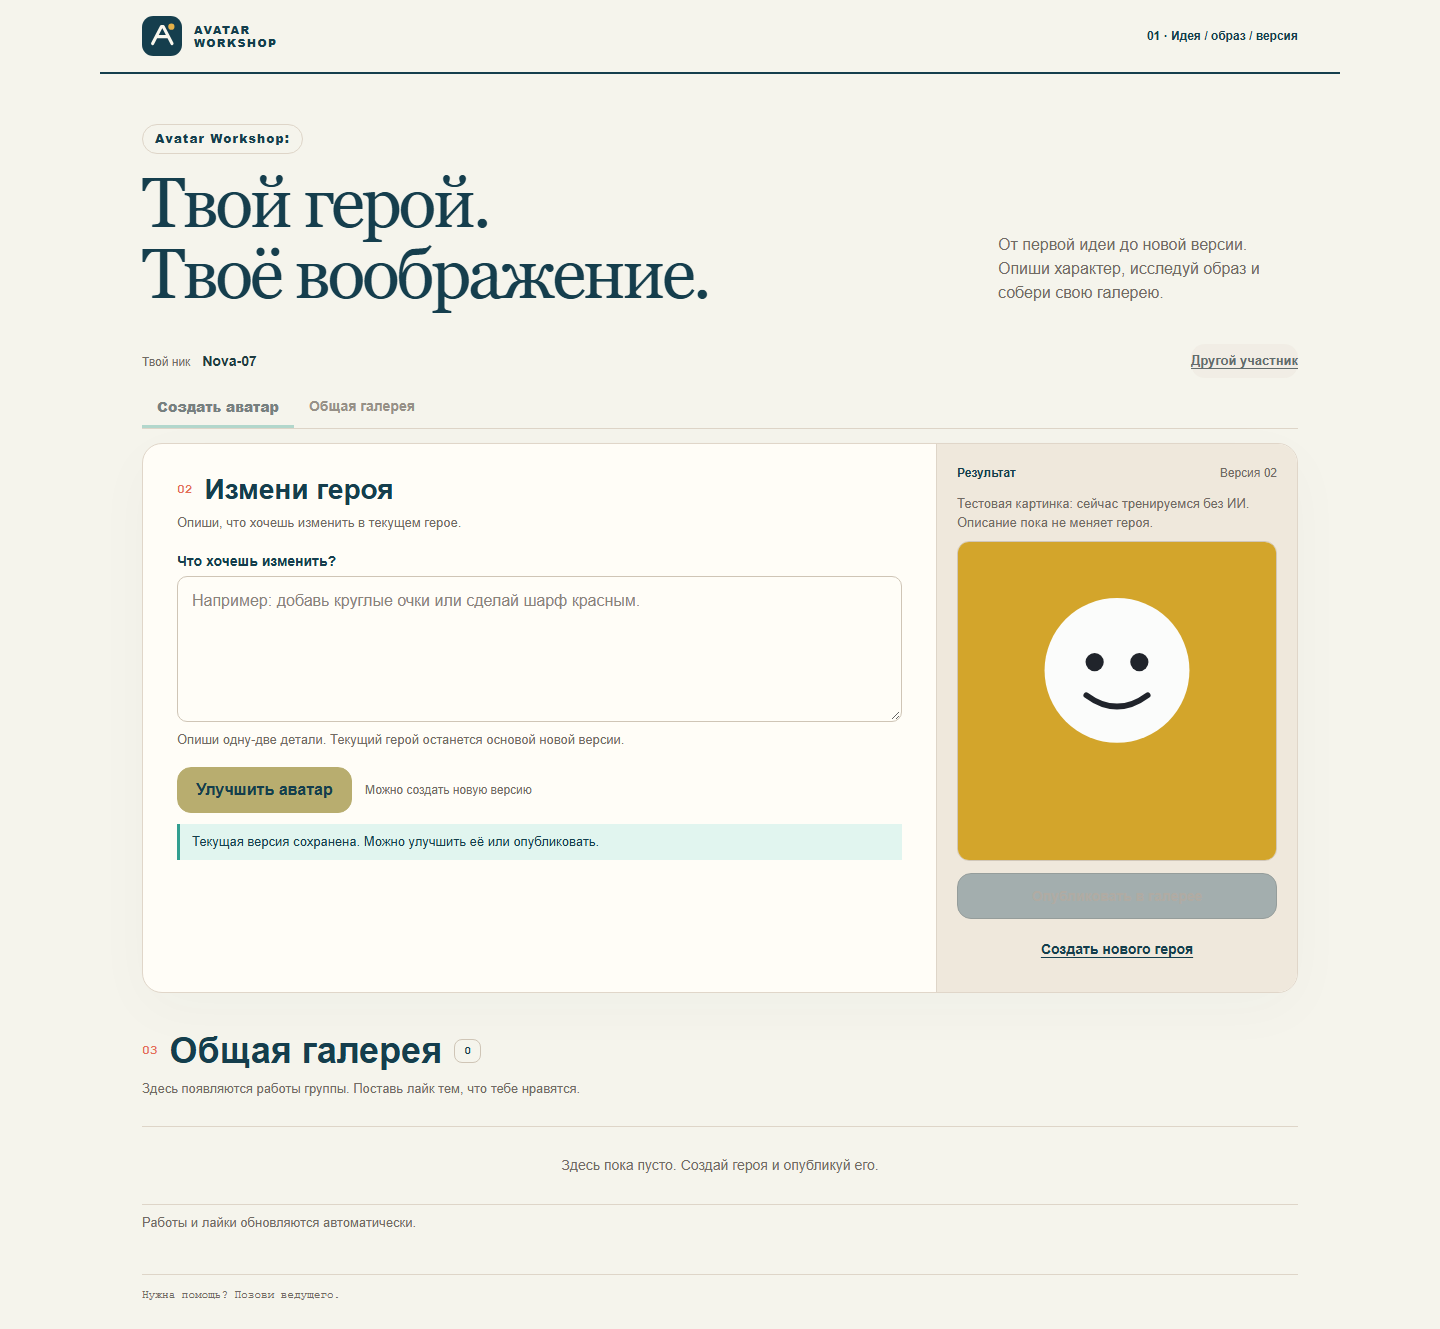 AVATAR
WORKSHOP
01 · Идея / образ / версия
Avatar Workshop:
Твой герой.
Твоё воображение.
От первой идеи до новой версии.
Опиши характер, исследуй образ и
собери свою галерею.
Твой ник Nova-07
Другой участник
Создать аватар
Общая галерея
02 Измени героя
Опиши, что хочешь изменить в текущем герое.
Что хочешь изменить?
Например: добавь круглые очки или сделай шарф красным.
Опиши одну-две детали. Текущий герой останется основой новой версии.
Улучшить аватар
Можно создать новую версию
Текущая версия сохранена. Можно улучшить её или опубликовать.
Результат
Версия 02
Тестовая картинка: сейчас тренируемся без ИИ.
Описание пока не меняет героя.
Создать нового героя
03 Общая галерея 0
Здесь появляются работы группы. Поставь лайк тем, что тебе нравятся.
Здесь пока пусто. Создай героя и опубликуй его.
Работы и лайки обновляются автоматически.
Нужна помощь? Позови ведущего.